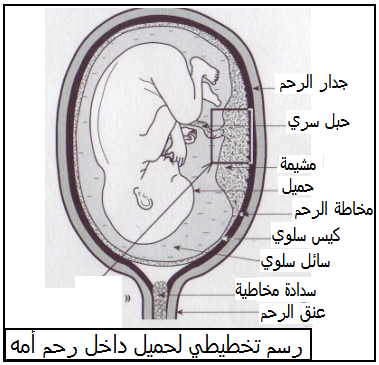 جدار الرحم
حبل سري
مشيمة
حميل
مخاطة الرحم
كيس سلوي
سائل سلوي
سدادة مخاطية
عنق الرحم
«
رسم تخطيطي لحميل داخل رحم أمه